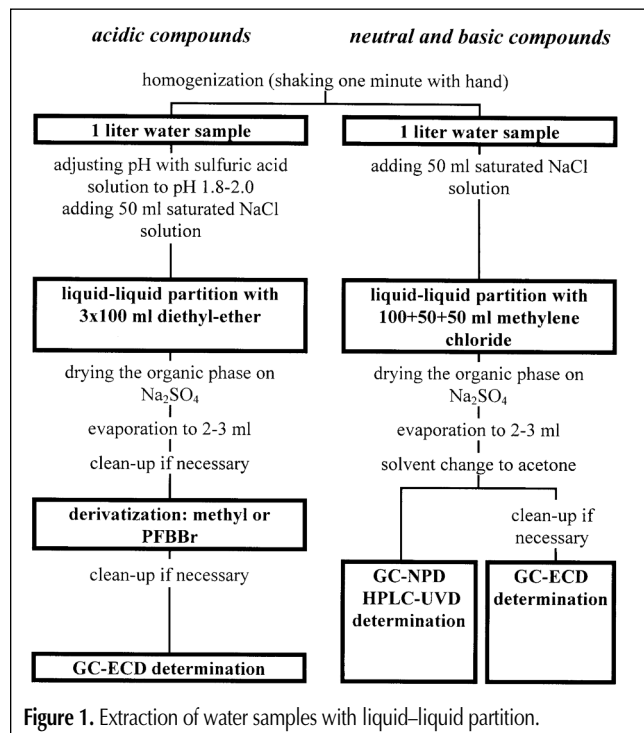 acidic compounds
neutral and basic compounds
homogenization (shaking one minute with hand)
1 liter water sample
adjusting pH with sulfuric acid
solution to pH 1.8-2.0
adding 50 ml saturated NaCl
solution
liquid-liquid partition with
3x100 ml diethyl-ether
drying the organic phase on
Na₂SO₄
evaporation to 2-3 ml
clean-up if necessary
derivatization: methyl or
PFBBr
clean-up if necessary
GC-ECD determination
1 liter water sample
adding 50 ml saturated NaCl
solution
liquid-liquid partition with
100+50+50 ml methylene
chloride
drying the organic phase on
Na₂SO₄
evaporation to 2-3 ml
solvent change to acetone
GC-NPD
HPLC-UVD
determination
clean-up if
necessary
GC-ECD
determination
Figure 1. Extraction of water samples with liquid–liquid partition.